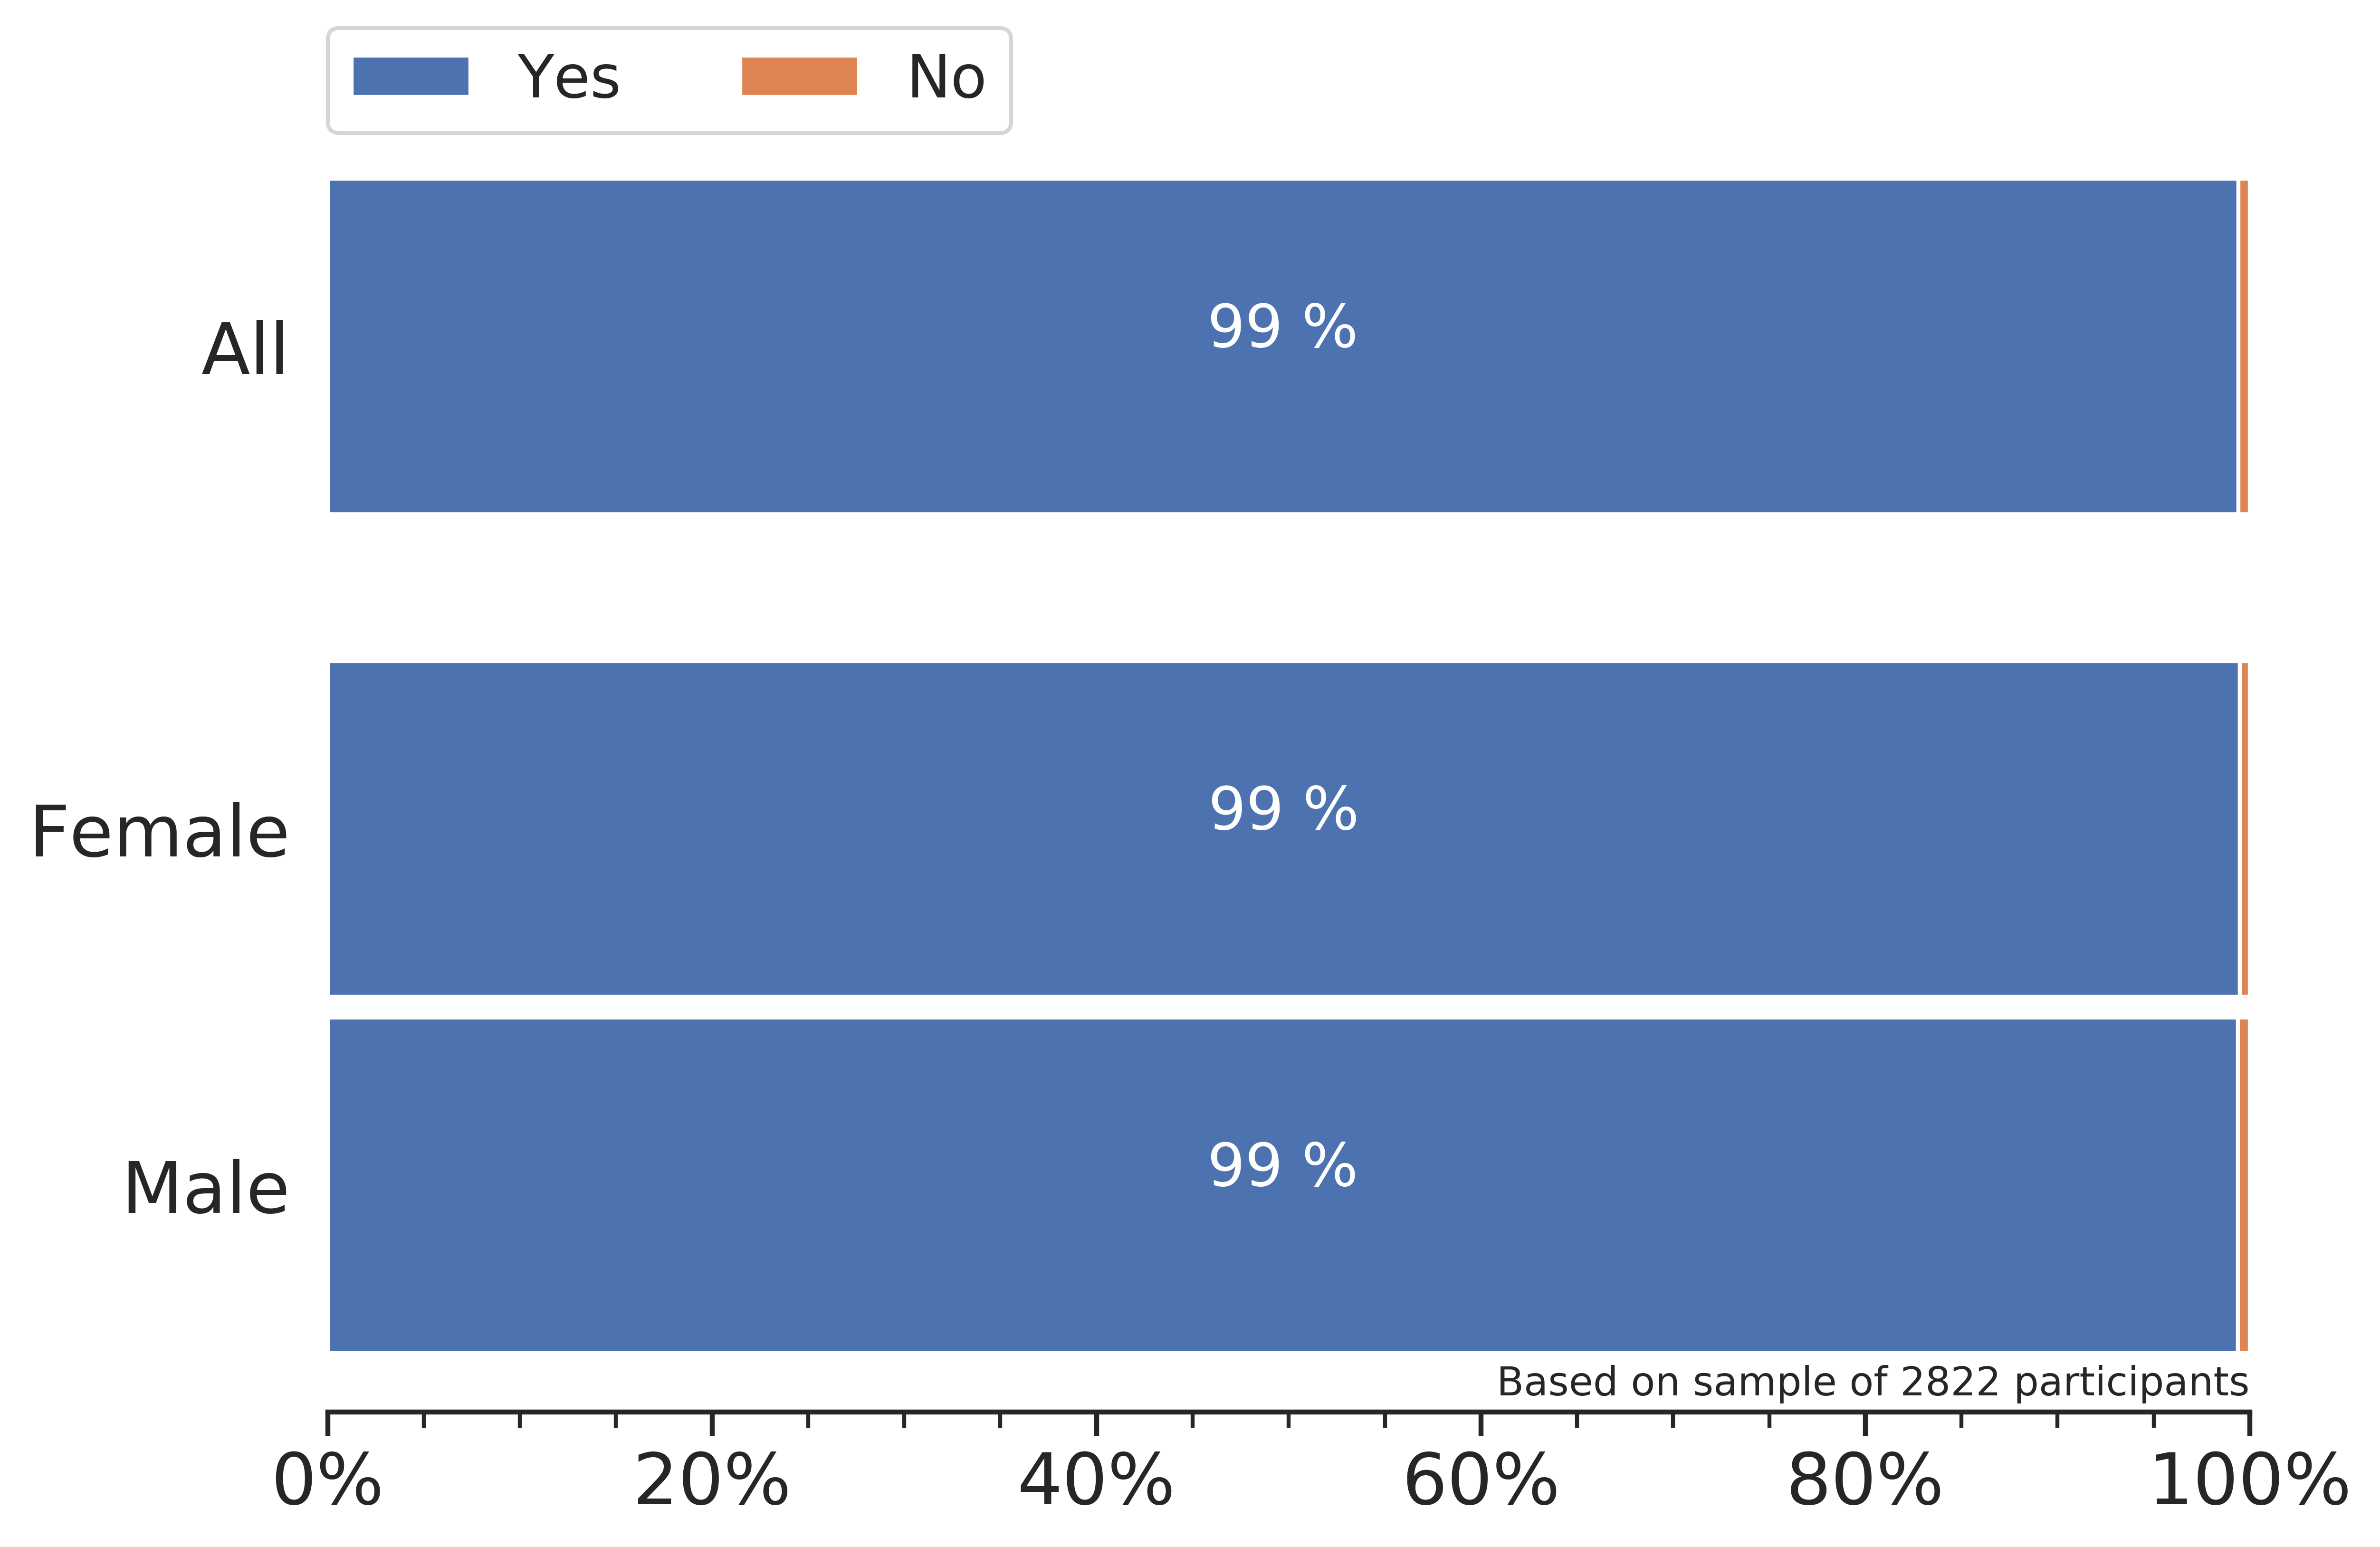 Yes No
All 99 %
Female 99 %
Male 99 %
Based on sample of 2822 participants
0% 20% 40% 60% 80% 100%